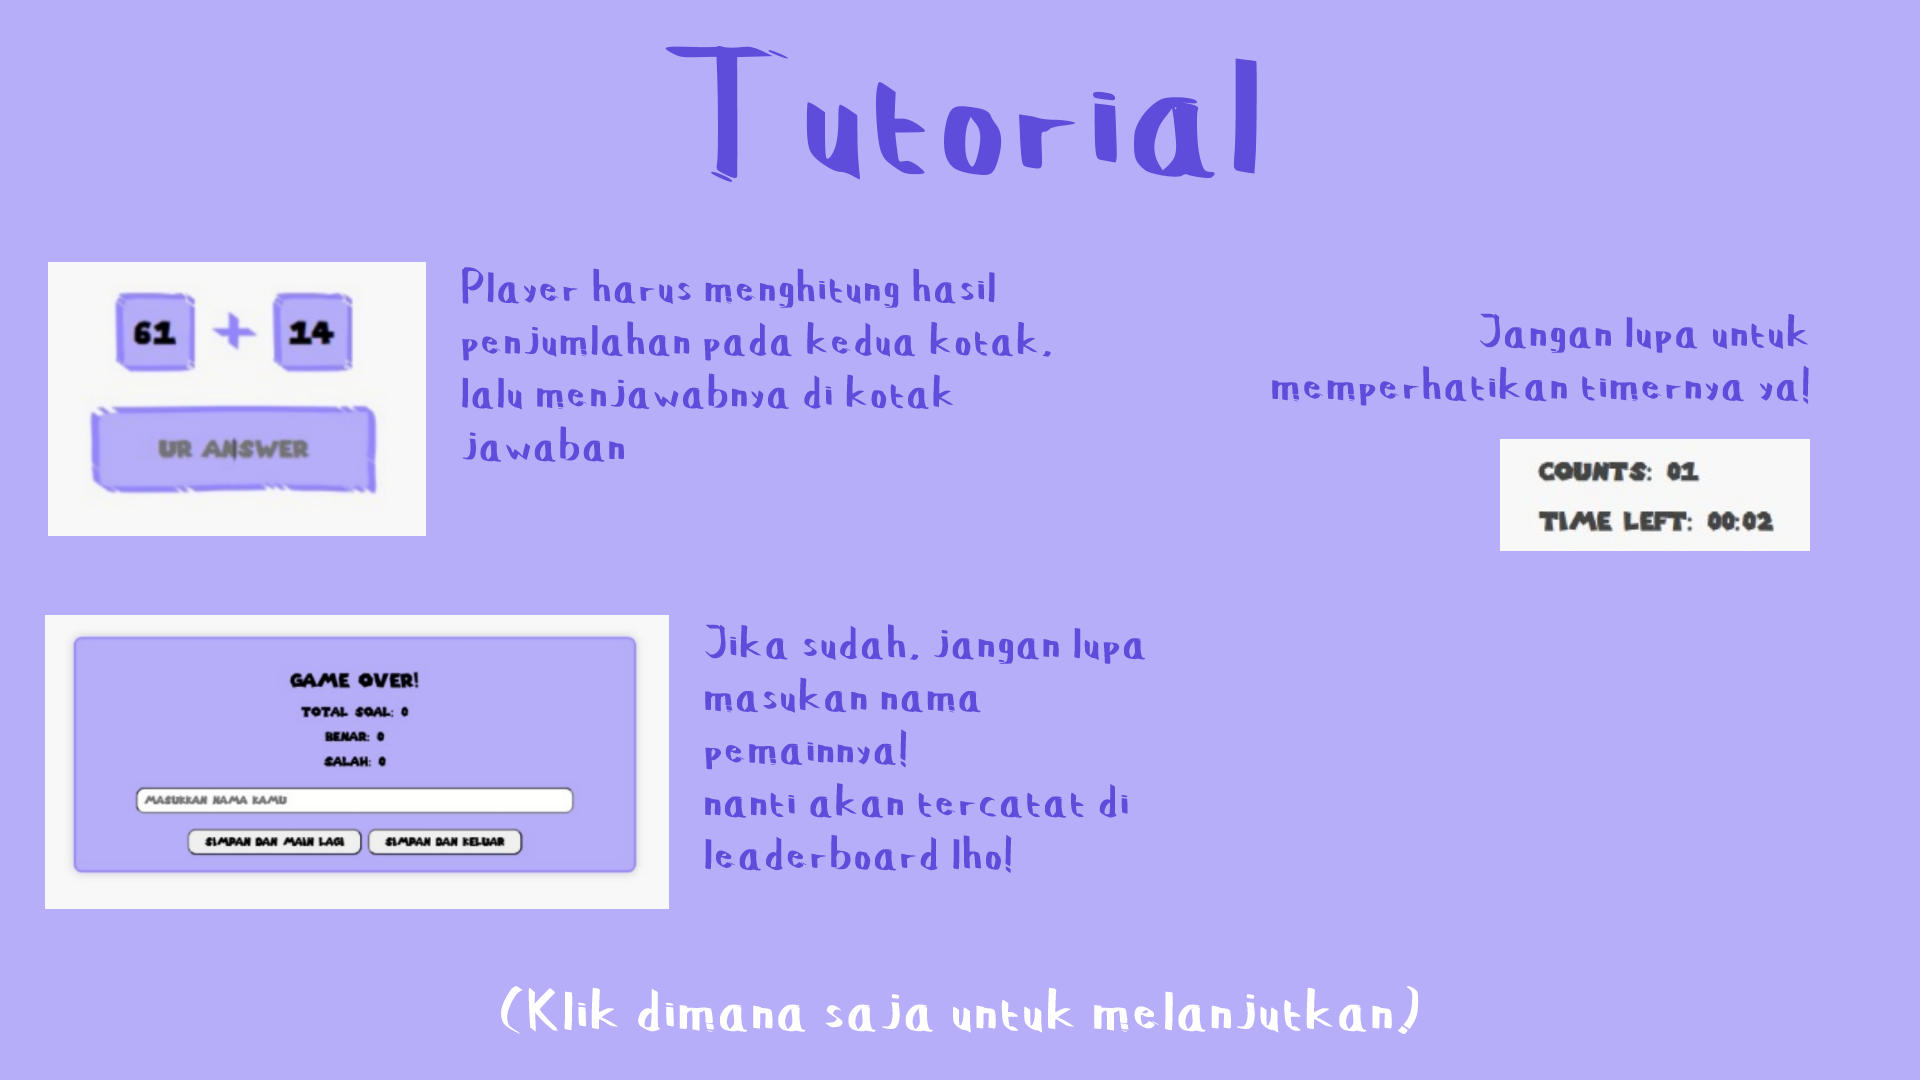 Tutorial
61 + 14
UR ANSWER
Player harus menghitung hasil
penjumlahan pada kedua kotak,
lalu menjawabnya di kotak
jawaban
Jangan lupa untuk
memperhatikan timernya ya!
COUNTS: 01
TIME LEFT: 00:02
GAME OVER!
TOTAL SOAL: 0
BENAR: 0
SALAH: 0
MASUKKAN NAMA KAMU
SIMPAN DAN MAIN LAGI
SIMPAN DAN KELUAR
Jika sudah, jangan lupa
masukan nama
pemainnya!
nanti akan tercatat di
leaderboard lho!
(Klik dimana saja untuk melanjutkan)